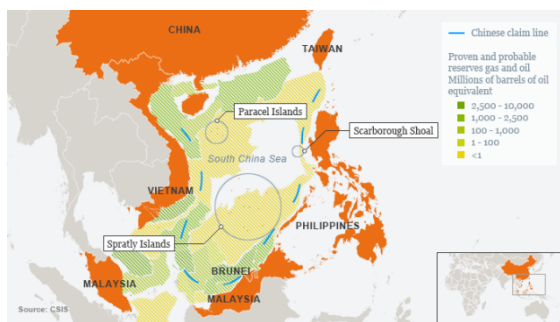 CHINA
TAIWAN
Chinese claim line
Proven and probable
reserves gas and oil
Millions of barrels of oil
equivalent
2,500 - 10,000
1,000 - 2,500
100 - 1,000
1 - 100
<1
Paracel Islands
Scarborough Shoal
South China Sea
VIETNAM
PHILIPPINES
Spratly Islands
BRUNEI
MALAYSIA
MALAYSIA
Source: CSIS